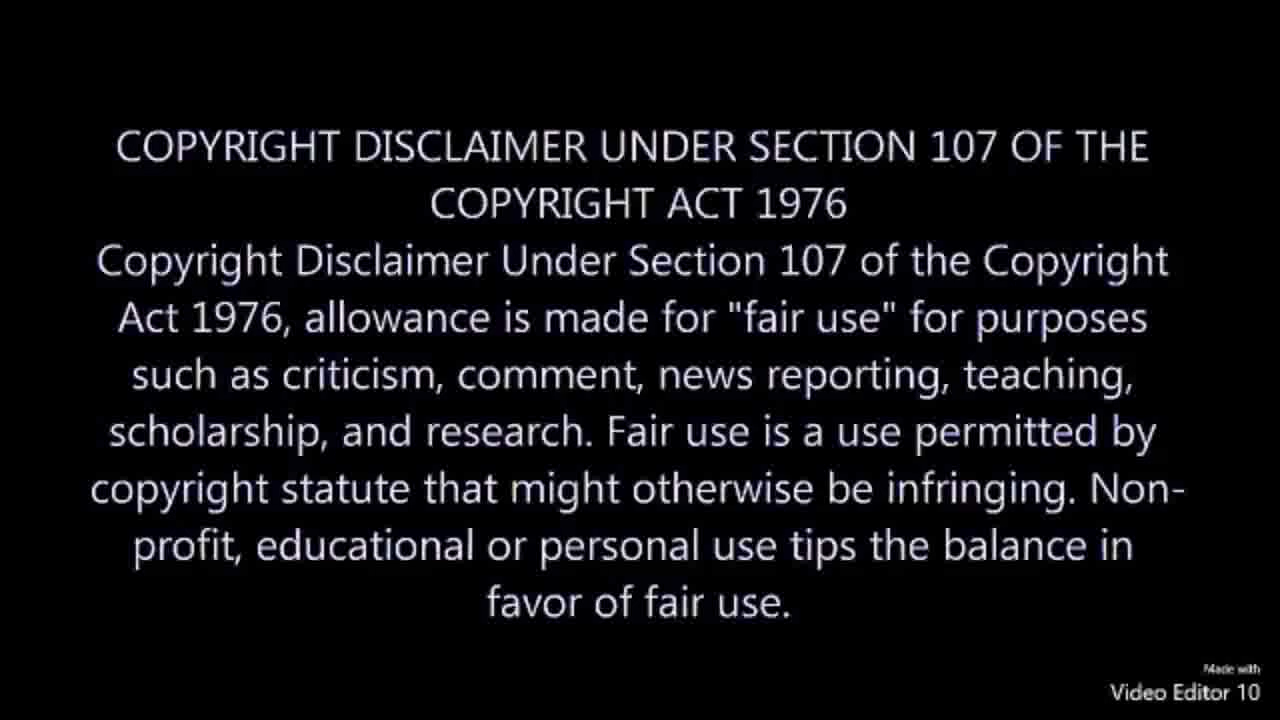 COPYRIGHT DISCLAIMER UNDER SECTION 107 OF THE
COPYRIGHT ACT 1976
Copyright Disclaimer Under Section 107 of the Copyright
Act 1976, allowance is made for "fair use" for purposes
such as criticism, comment, news reporting, teaching,
scholarship, and research. Fair use is a use permitted by
copyright statute that might otherwise be infringing. Non-
profit, educational or personal use tips the balance in
favor of fair use.
Made with
Video Editor 10